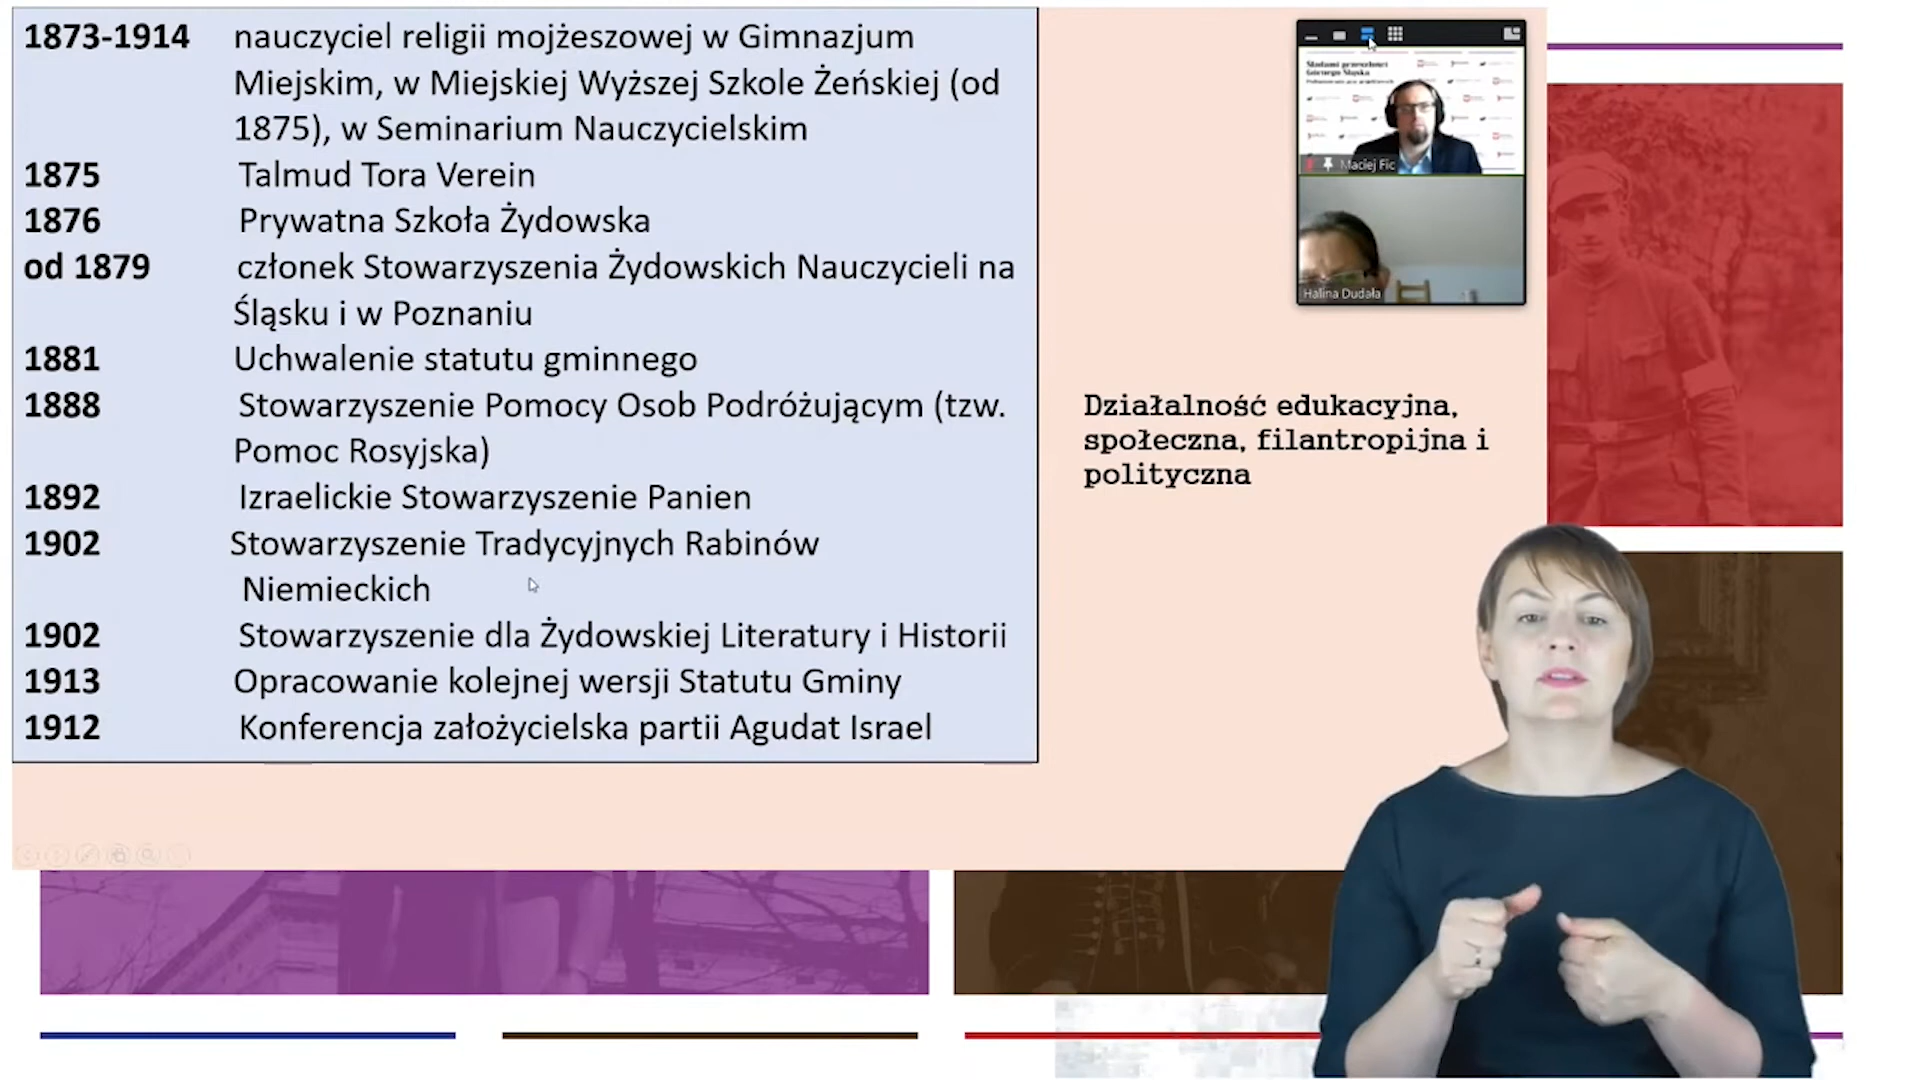 1873-1914 nauczyciel religii mojżeszowej w Gimnazjum
Miejskim, w Miejskiej Wyższej Szkole Żeńskiej (od
1875), w Seminarium Nauczycielskim
1875 Talmud Tora Verein
1876 Prywatna Szkoła Żydowska
od 1879 członek Stowarzyszenia Żydowskich Nauczycieli na
Śląsku i w Poznaniu
1881 Uchwalenie statutu gminnego
1888 Stowarzyszenie Pomocy Osob Podróżującym (tzw.
Pomoc Rosyjska)
1892 Izraelickie Stowarzyszenie Panien
1902 Stowarzyszenie Tradycyjnych Rabinów
Niemieckich
1902 Stowarzyszenie dla Żydowskiej Literatury i Historii
1913 Opracowanie kolejnej wersji Statutu Gminy
1912 Konferencja założycielska partii Agudat Israel
Działalność edukacyjna,
społeczna, filantropijna i
polityczna
Śladami przeszłości
Górnego Śląska
Maciej Fic
Halina Dudała